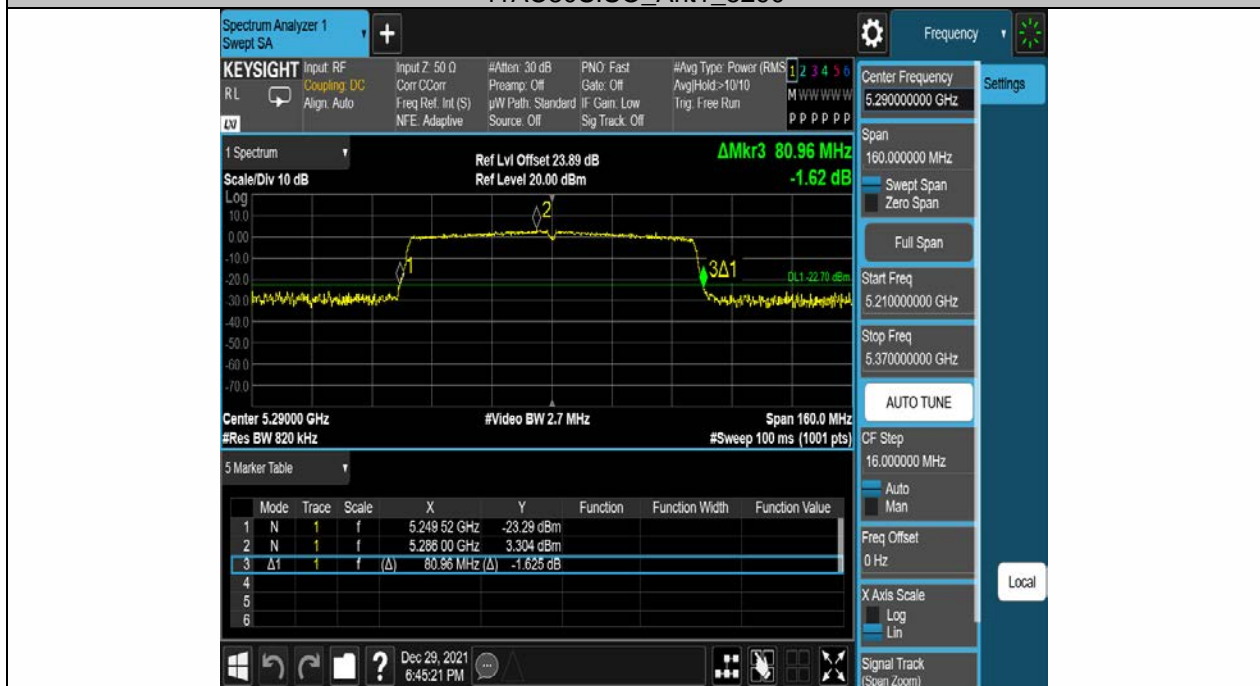 Spectrum Analyzer 1
Swept SA
+
Frequency
KEYSIGHT
RL
LXI
Input: RF
Coupling: DC
Align: Auto
Input Z: 50 Ω
Corr CCorr
Freq Ref: Int (S)
NFE: Adaptive
#Atten: 30 dB
Preamp: Off
µW Path: Standard
Source: Off
PNO: Fast
Gate: Off
IF Gain: Low
Sig Track: Off
#Avg Type: Power (RMS
Avg|Hold:>10/10
Trig: Free Run
1 2 3 4 5 6
M W W W W W
P P P P P P
1 Spectrum
Scale/Div 10 dB
Ref Lvl Offset 23.89 dB
Ref Level 20.00 dBm
ΔMkr3 80.96 MHz
-1.62 dB
Log
10.0
0.00
-10.0
-20.0
-30.0
-40.0
-50.0
-60.0
-70.0
2
1
3Δ1
DL1 -22.70 dBm
Center 5.29000 GHz
#Video BW 2.7 MHz
Span 160.0 MHz
#Res BW 820 kHz
#Sweep 100 ms (1001 pts)
5 Marker Table
Mode Trace Scale X Y Function Function Width Function Value
1 N 1 f 5.249 52 GHz -23.29 dBm
2 N 1 f 5.286 00 GHz 3.304 dBm
3 Δ1 1 f (Δ) 80.96 MHz (Δ) -1.625 dB
4
5
6
Dec 29, 2021
6:45:21 PM
Center Frequency
5.290000000 GHz
Settings
Span
160.000000 MHz
Swept Span
Zero Span
Full Span
Start Freq
5.210000000 GHz
Stop Freq
5.370000000 GHz
AUTO TUNE
CF Step
16.000000 MHz
Auto
Man
Freq Offset
0 Hz
X Axis Scale
Log
Lin
Local
Signal Track
(Span Zoom)